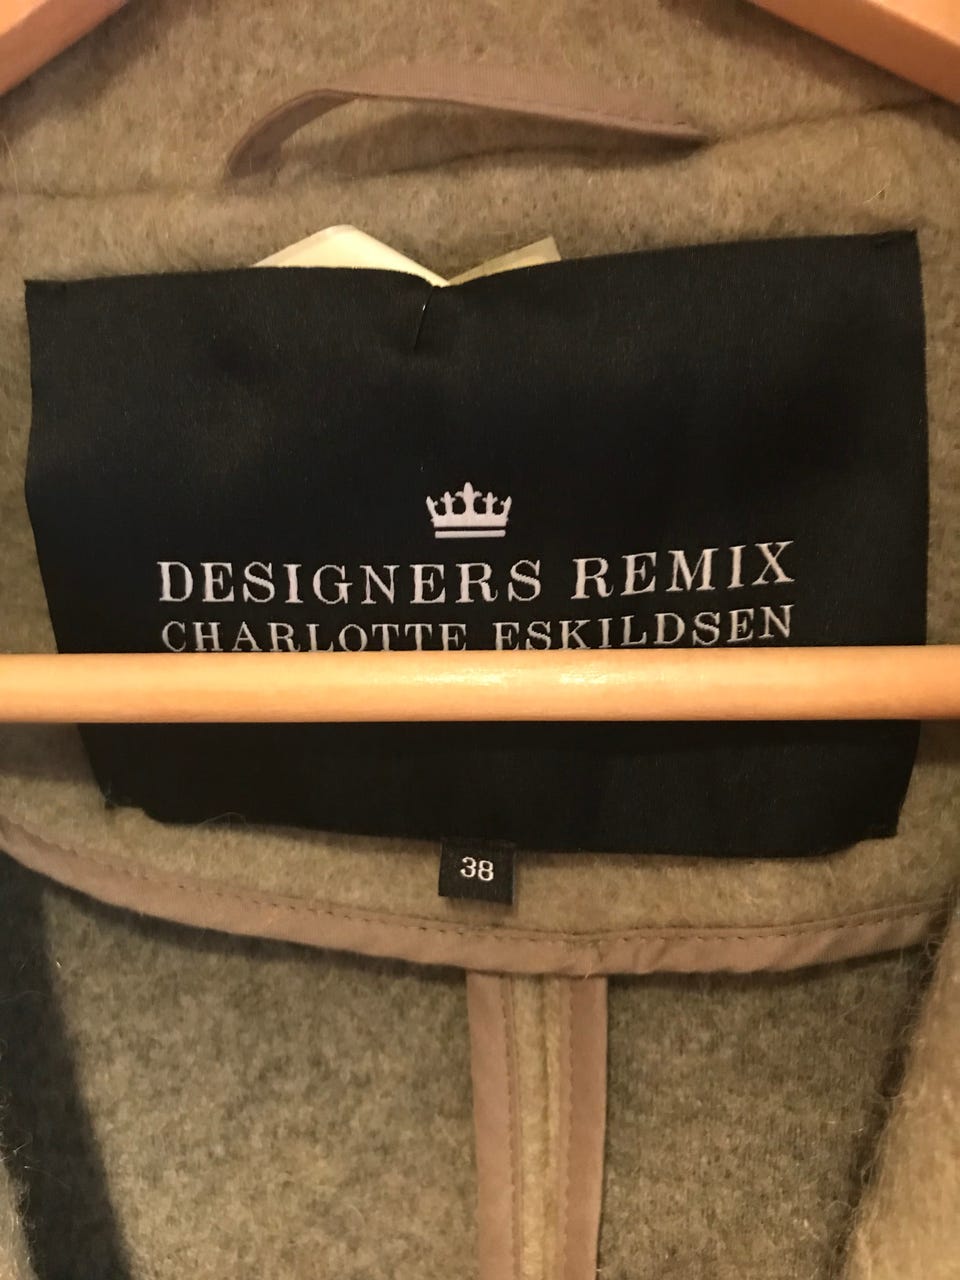 DESIGNERS REMIX
CHARLOTTE ESKILDSEN
38